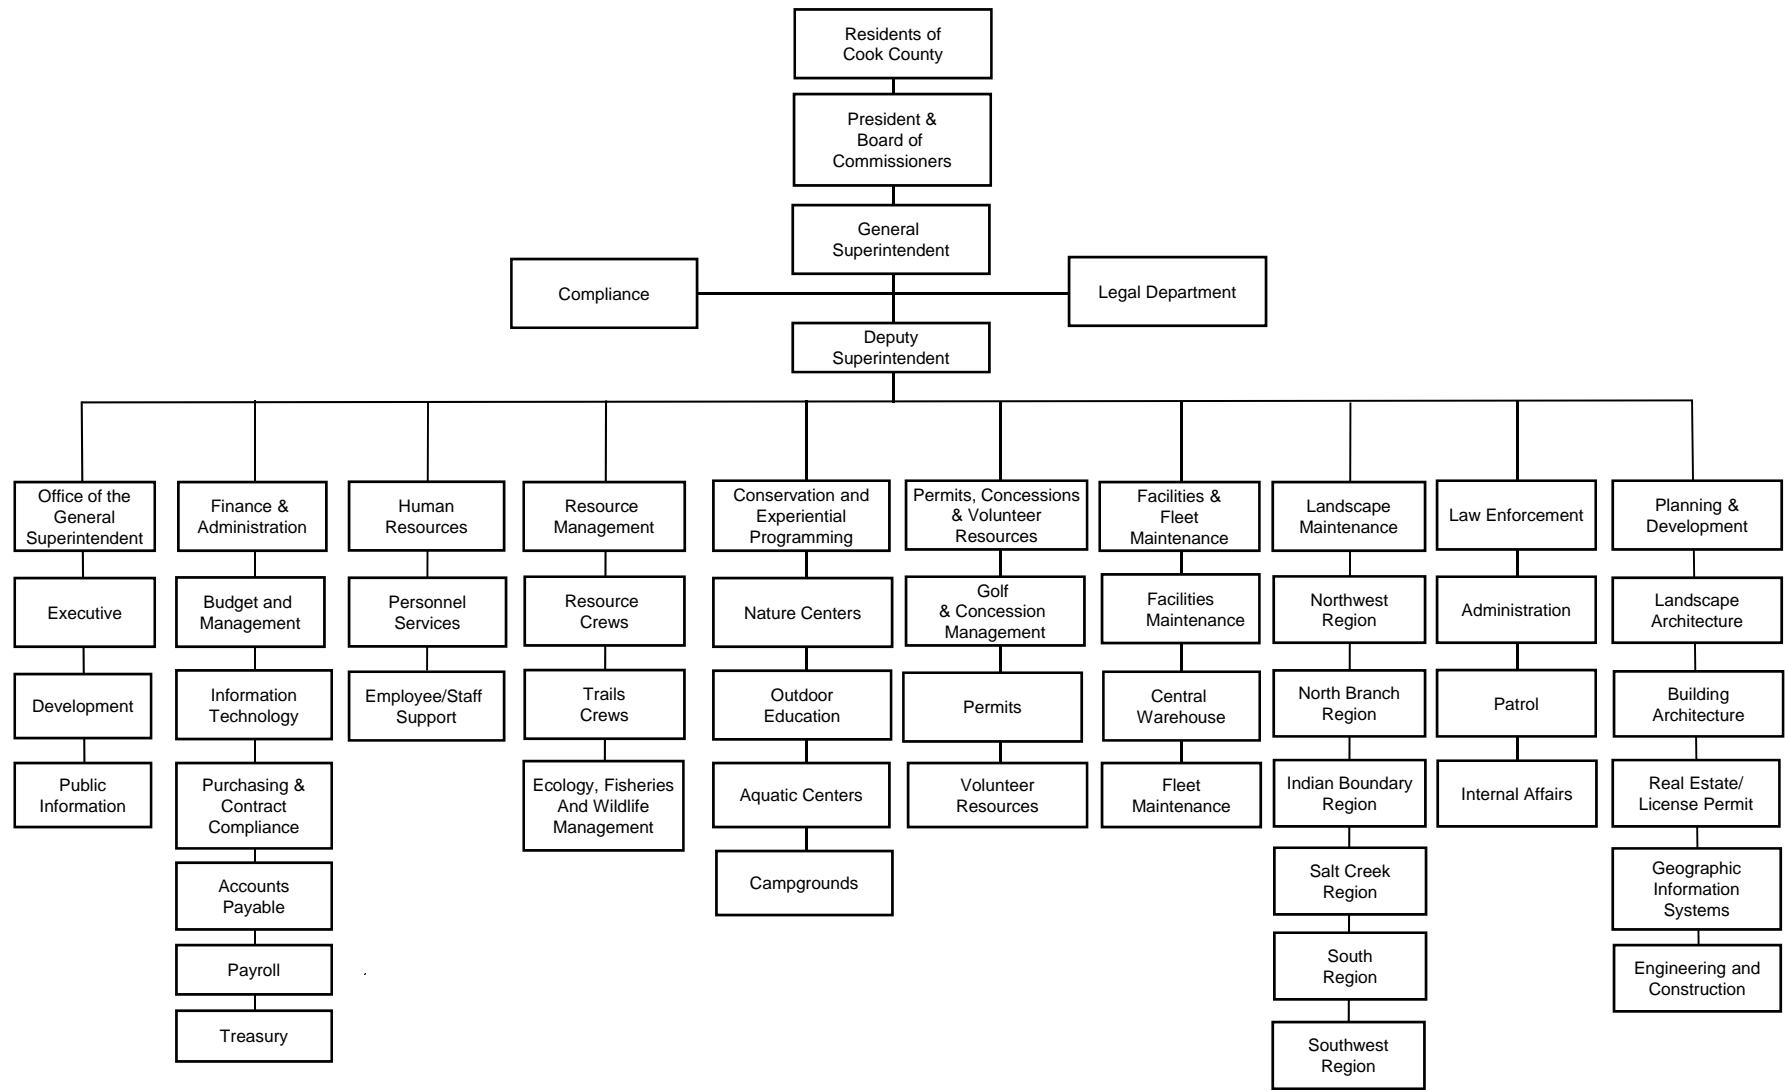 Residents of
Cook County
President &
Board of
Commissioners
General
Superintendent
Compliance
Legal Department
Deputy
Superintendent
Office of the
General
Superintendent
Executive
Development
Public
Information
Finance &
Administration
Budget and
Management
Information
Technology
Purchasing &
Contract
Compliance
Accounts
Payable
Payroll
Treasury
Human
Resources
Personnel
Services
Employee/Staff
Support
Resource
Management
Resource
Crews
Trails
Crews
Ecology, Fisheries
And Wildlife
Management
Conservation and
Experiential
Programming
Nature Centers
Outdoor
Education
Aquatic Centers
Campgrounds
Permits, Concessions
& Volunteer
Resources
Golf
& Concession
Management
Permits
Volunteer
Resources
Facilities &
Fleet
Maintenance
Facilities
Maintenance
Central
Warehouse
Fleet
Maintenance
Landscape
Maintenance
Northwest
Region
North Branch
Region
Indian Boundary
Region
Salt Creek
Region
South
Region
Southwest
Region
Law Enforcement
Administration
Patrol
Internal Affairs
Planning &
Development
Landscape
Architecture
Building
Architecture
Real Estate/
License Permit
Geographic
Information
Systems
Engineering and
Construction